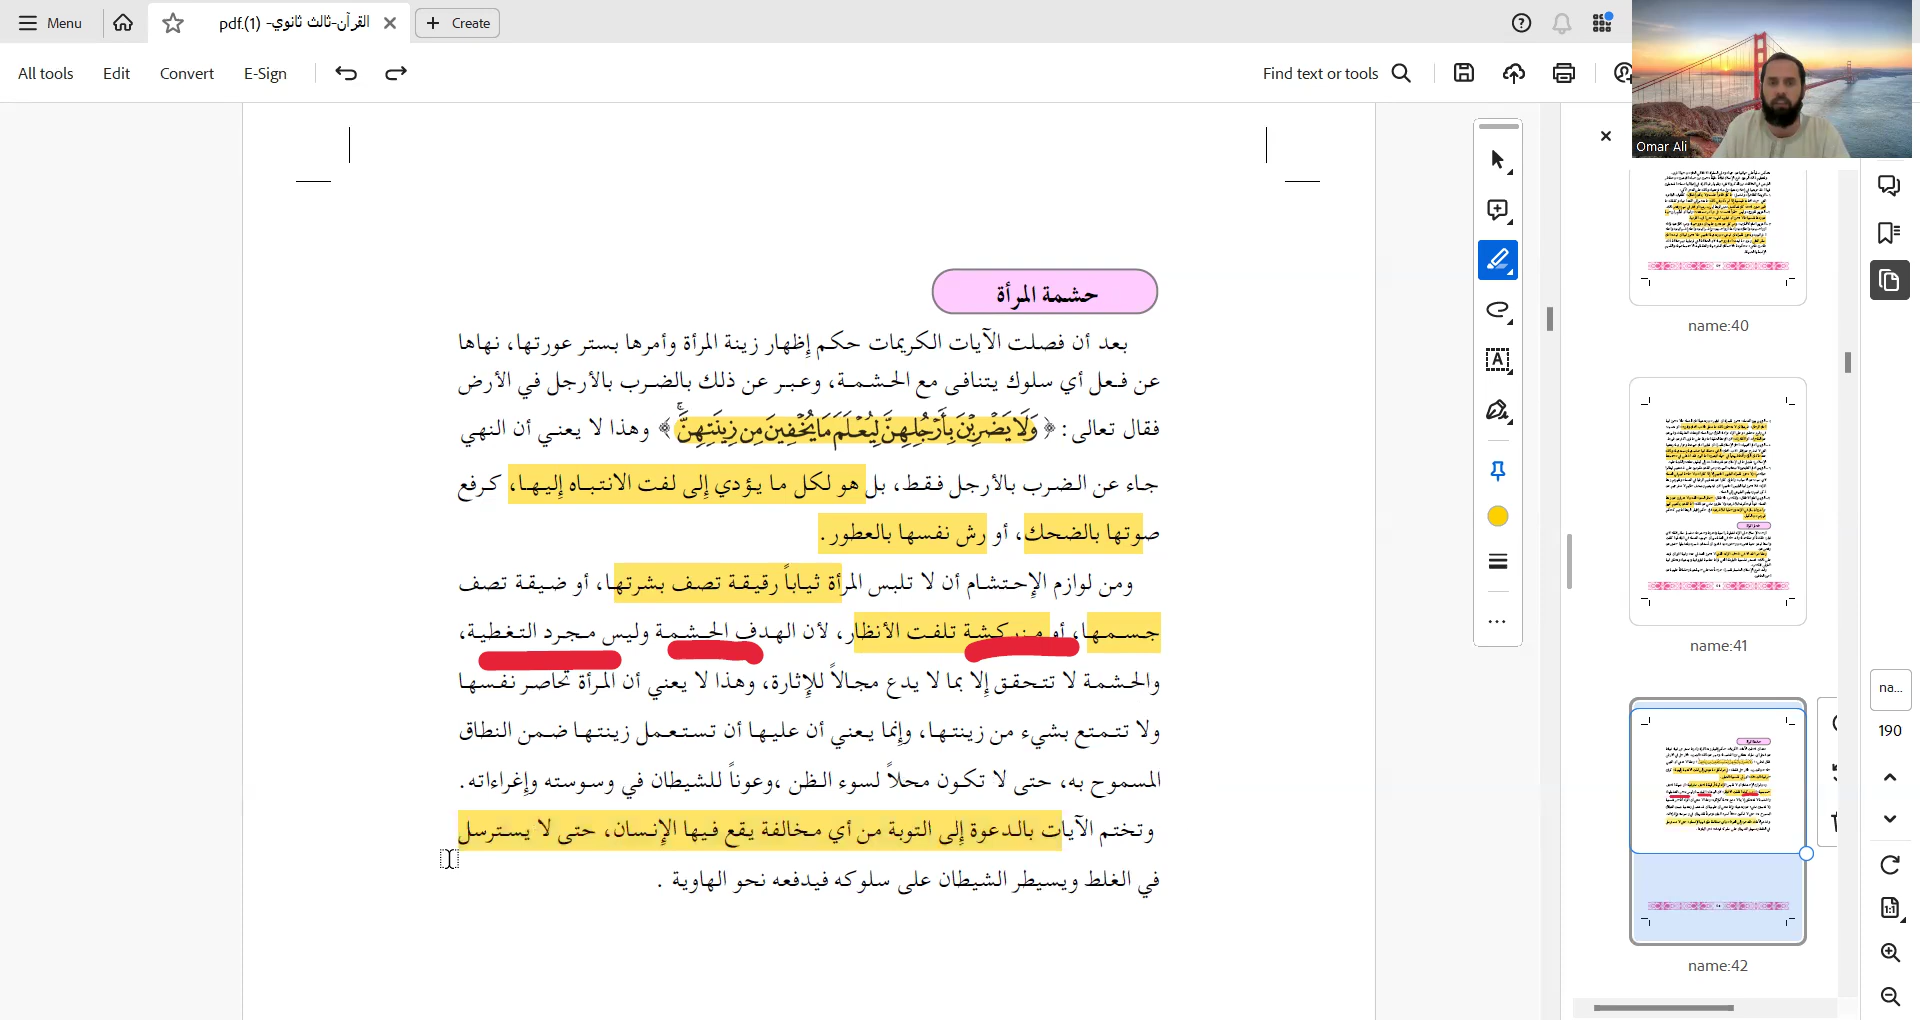 Menu
القرآن-ثالث ثانوي- (1).pdf
Create
All tools
Edit
Convert
E-Sign
Find text or tools
Omar Ali
حشمة المرأة
بعد أن فصلت الآيات الكريمات حكم إظهار زينة المرأة وأمرها بستر عورتها، نهاها
عن فعل أي سلوك يتنافى مع الحشمة، وعبر عن ذلك بالضرب بالأرجل في الأرض
فقال تعالى: ﴿ وَلَا يَضْرِبْنَ بِأَرْجُلِهِنَّ لِيُعْلَمَ مَا يُخْفِينَ مِن زِينَتِهِنَّ ۚ ﴾ وهذا لا يعني أن النهي
جاء عن الضرب بالأرجل فقط، بل هو لكل ما يؤدي إلى لفت الانتباه إليها، كرفع
صوتها بالضحك، أو رش نفسها بالعطور.
ومن لوازم الإحتشام أن لا تلبس المرأة ثياباً رقيقة تصف بشرتها، أو ضيقة تصف
جسمها، أو مزركشة تلفت الأنظار، لأن الهدف الحشمة وليس مجرد التغطية،
والحشمة لا تتحقق إلا بما لا يدع مجالاً للإثارة، وهذا لا يعني أن المرأة تحاصر نفسها
ولا تتمتع بشيء من زينتها، وإنما يعني أن عليها أن تستعمل زينتها ضمن النطاق
المسموح به، حتى لا تكون محلاً لسوء الظن ،وعوناً للشيطان في وسوسته وإغراءاته.
وتختم الآيات بالدعوة إلى التوبة من أي مخالفة يقع فيها الإنسان، حتى لا يسترسل
في الغلط ويسيطر الشيطان على سلوكه فيدفعه نحو الهاوية .
name:40
name:41
name:42
na...
190